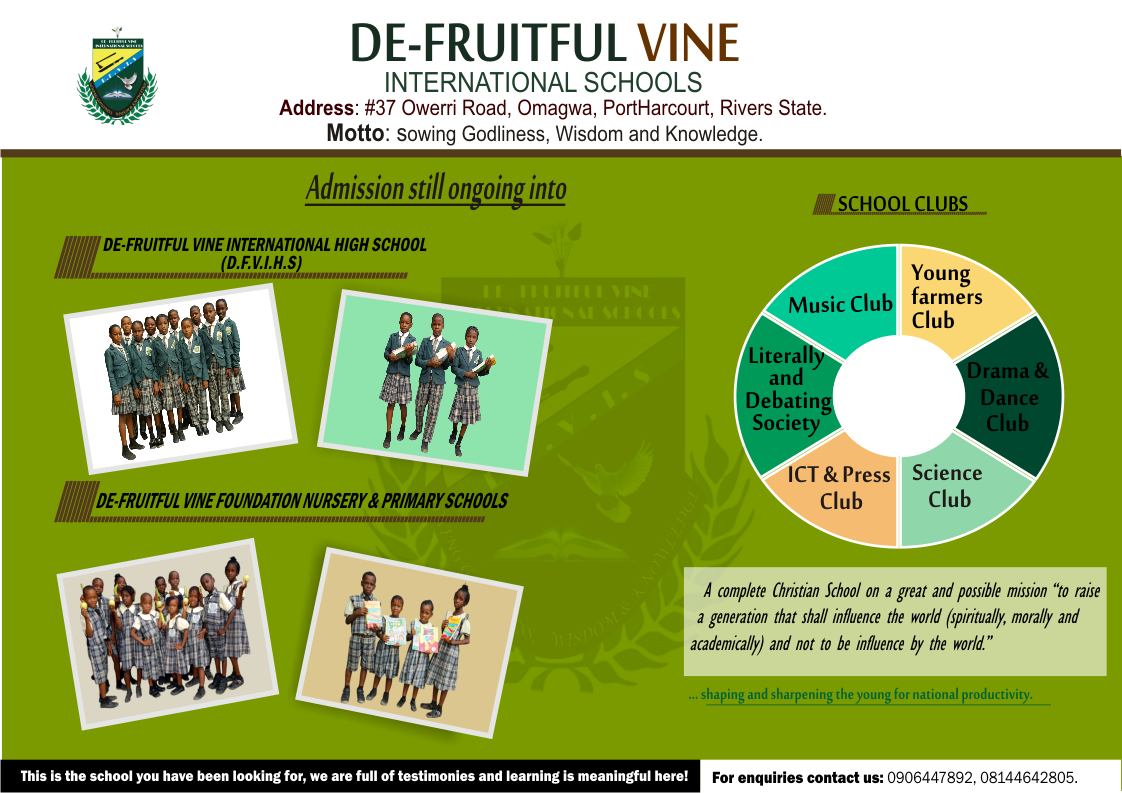 DE FRUITFUL VINE
INTERNATIONAL SCHOOLS
DE-FRUITFUL VINE
INTERNATIONAL SCHOOLS
Address: #37 Owerri Road, Omagwa, PortHarcourt, Rivers State.
Motto: sowing Godliness, Wisdom and Knowledge.
Admission still ongoing into
DE-FRUITFUL VINE INTERNATIONAL HIGH SCHOOL
(D.F.V.I.H.S)
DE-FRUITFUL VINE FOUNDATION NURSERY & PRIMARY SCHOOLS
SCHOOL CLUBS
Music Club
Young
farmers
Club
Literally
and
Debating
Society
Drama &
Dance
Club
ICT & Press
Club
Science
Club
A complete Christian School on a great and possible mission “to raise
a generation that shall influence the world (spiritually, morally and
academically) and not to be influence by the world.”
... shaping and sharpening the young for national productivity.
This is the school you have been looking for, we are full of testimonies and learning is meaningful here!
For enquiries contact us: 0906447892, 08144642805.